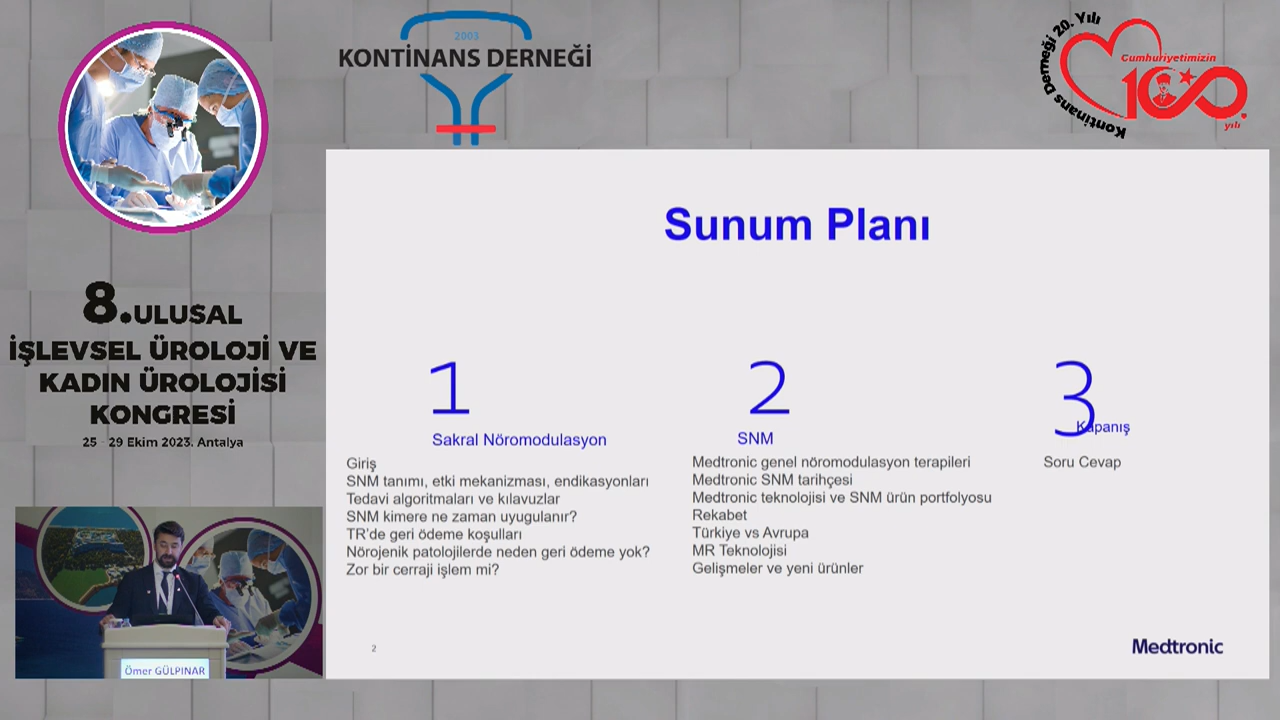 2003
KONTİNANS DERNEĞİ
Kontinans Derneği 20. Yılı
Cumhuriyetimizin
100.
yılı
8.ULUSAL
İŞLEVSEL ÜROLOJİ VE
KADIN ÜROLOJİSİ
KONGRESİ
25 - 29 Ekim 2023. Antalya
Ömer GÜLPINAR
Sunum Planı
1
Sakral Nöromodulasyon
Giriş
SNM tanımı, etki mekanizması, endikasyonları
Tedavi algoritmaları ve kılavuzlar
SNM kimere ne zaman uyugulanır?
TR'de geri ödeme koşulları
Nörojenik patolojilerde neden geri ödeme yok?
Zor bir cerraji işlem mi?
2
SNM
Medtronic genel nöromodulasyon terapileri
Medtronic SNM tarihçesi
Medtronic teknolojisi ve SNM ürün portfolyosu
Rekabet
Türkiye vs Avrupa
MR Teknolojisi
Gelişmeler ve yeni ürünler
3
Kapanış
Soru Cevap
2
Medtronic